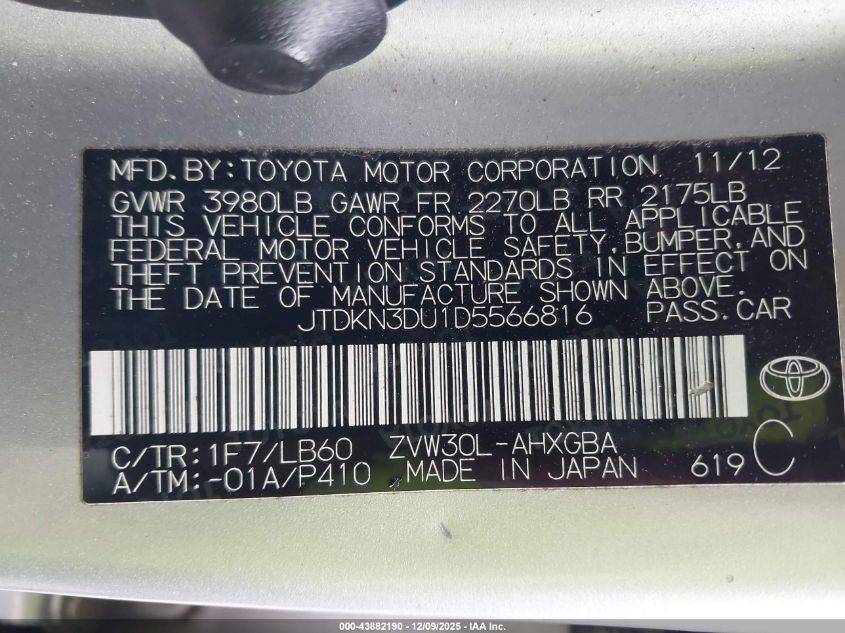 MFD.BY:TOYOTA MOTOR CORPORATION 11/12
GVWR 3980LB GAWR FR 2270LB RR 2175LB
THIS VEHICLE CONFORMS TO ALL APPLICABLE
FEDERAL MOTOR VEHICLE SAFETY,BUMPER,AND
THEFT PREVENTION STANDARDS IN EFFECT ON
THE DATE OF MANUFACTURE SHOWN ABOVE.
JTDKN3DU1D5566816 PASS.CAR
C/TR:1F7/LB60 ZVW30L-AHXGBA
A/TM:-01A/P410 MADE IN JAPAN 619 C
000-43882190 - 12/09/2025 - IAA Inc.